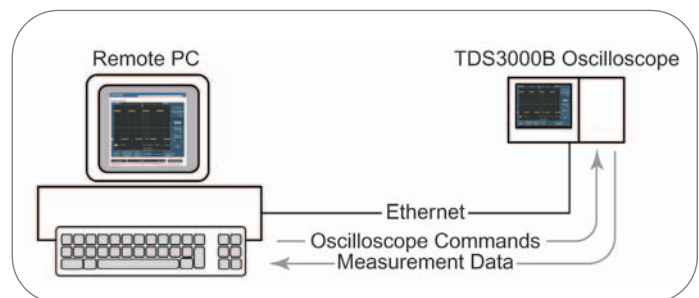 Remote PC
TDS3000B Oscilloscope
Ethernet
Oscilloscope Commands
Measurement Data